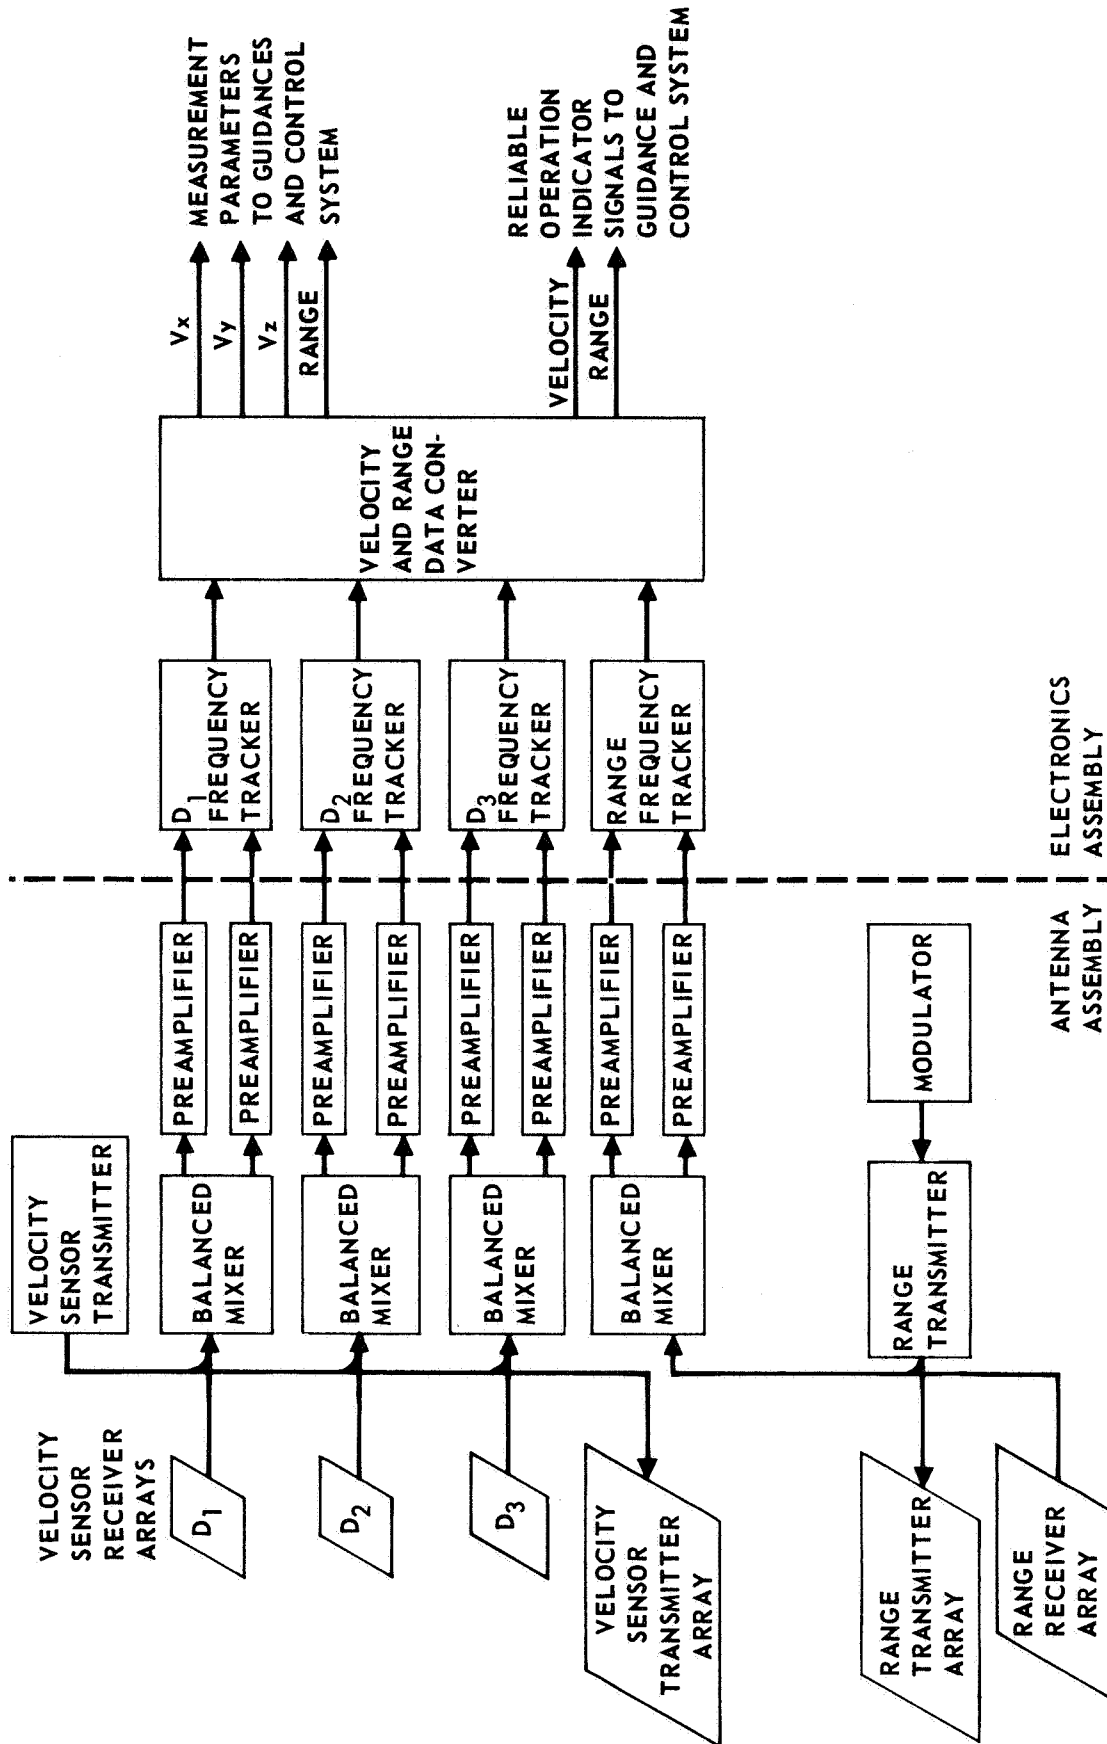 VELOCITY
SENSOR
RECEIVER
ARRAYS
D1
D2
D3
VELOCITY
SENSOR
TRANSMITTER
ARRAY
RANGE
TRANSMITTER
ARRAY
RANGE
RECEIVER
ARRAY
VELOCITY
SENSOR
TRANSMITTER
BALANCED
MIXER
BALANCED
MIXER
BALANCED
MIXER
BALANCED
MIXER
RANGE
TRANSMITTER
PREAMPLIFIER
PREAMPLIFIER
PREAMPLIFIER
PREAMPLIFIER
PREAMPLIFIER
PREAMPLIFIER
PREAMPLIFIER
PREAMPLIFIER
MODULATOR
ANTENNA
ASSEMBLY
ELECTRONICS
ASSEMBLY
D1
FREQUENCY
TRACKER
D2
FREQUENCY
TRACKER
D3
FREQUENCY
TRACKER
RANGE
FREQUENCY
TRACKER
VELOCITY
AND RANGE
DATA CON-
VERTER
Vx
Vy
Vz
RANGE
MEASUREMENT
PARAMETERS
TO GUIDANCES
AND CONTROL
SYSTEM
VELOCITY
RANGE
RELIABLE
OPERATION
INDICATOR
SIGNALS TO
GUIDANCE AND
CONTROL SYSTEM